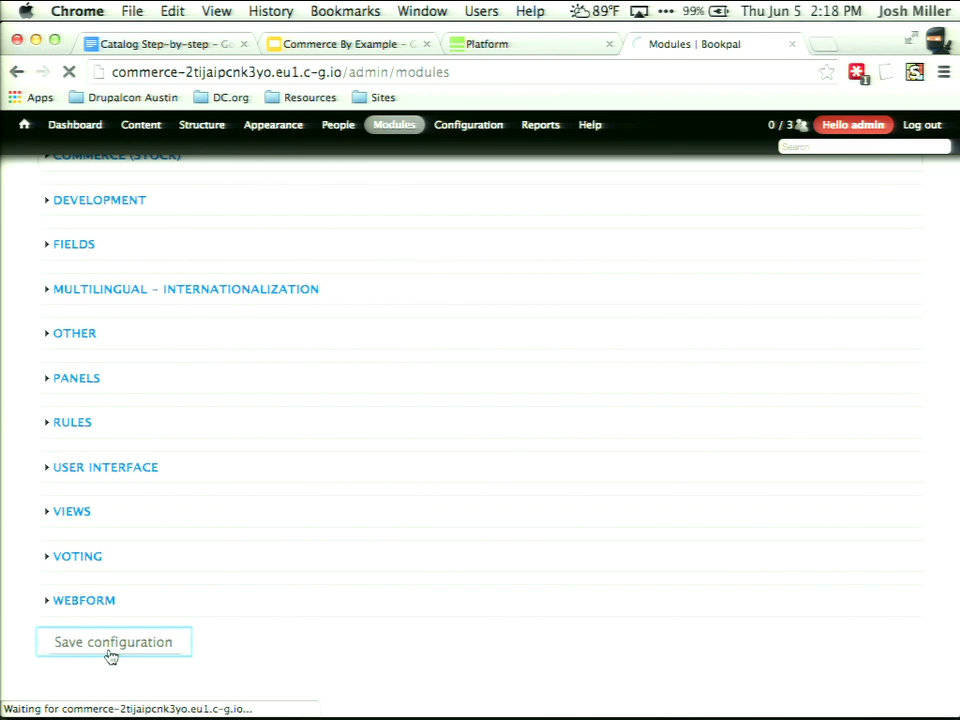 Chrome File Edit View History Bookmarks Window Users Help 89°F 99% Thu Jun 5 2:18 PM Josh Miller
Catalog Step-by-step - Go Commerce By Example - G Platform Modules | Bookpal
commerce-2tijaipcnk3yo.eu1.c-g.io/admin/modules
Apps Drupalcon Austin DC.org Resources Sites
Dashboard Content Structure Appearance People Modules Configuration Reports Help 0 / 3 Hello admin Log out
Search
COMMERCE (STOCK)
DEVELOPMENT
FIELDS
MULTILINGUAL - INTERNATIONALIZATION
OTHER
PANELS
RULES
USER INTERFACE
VIEWS
VOTING
WEBFORM
Save configuration
Waiting for commerce-2tijaipcnk3yo.eu1.c-g.io...